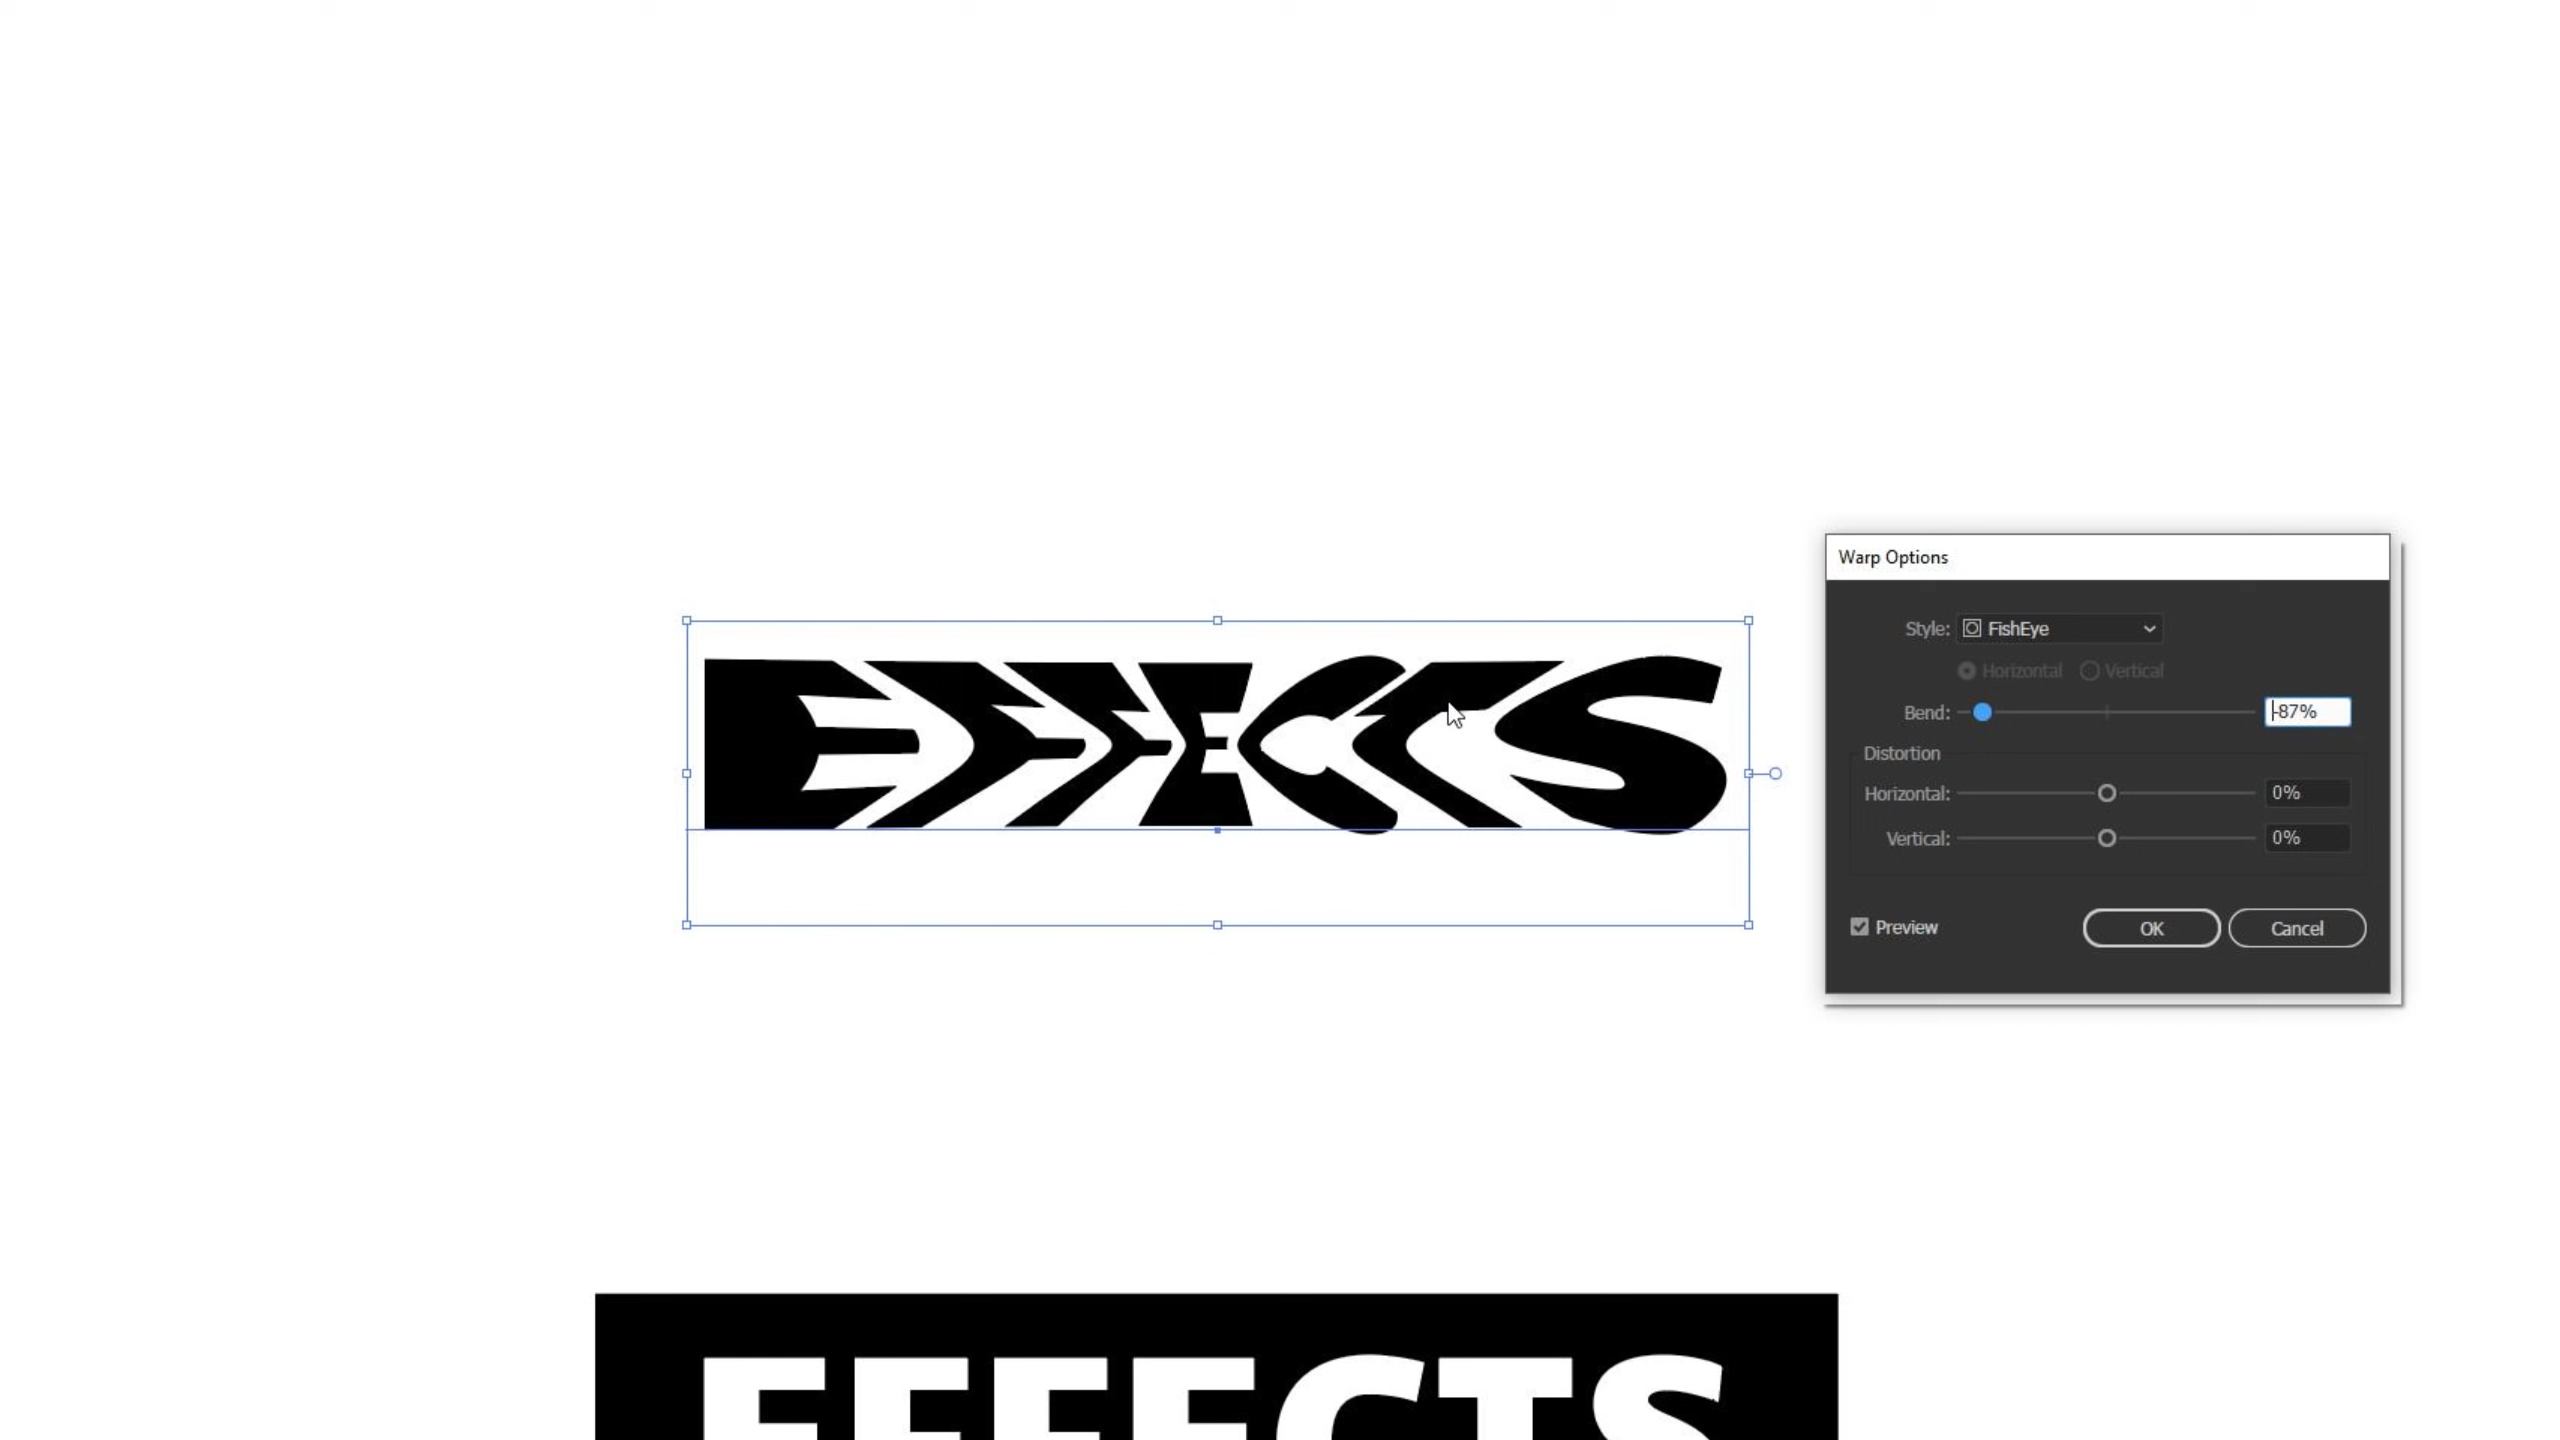 EFFECTS
Warp Options
Style: FishEye
Horizontal Vertical
Bend: -87%
Distortion
Horizontal: 0%
Vertical: 0%
Preview OK Cancel
EFFECTS